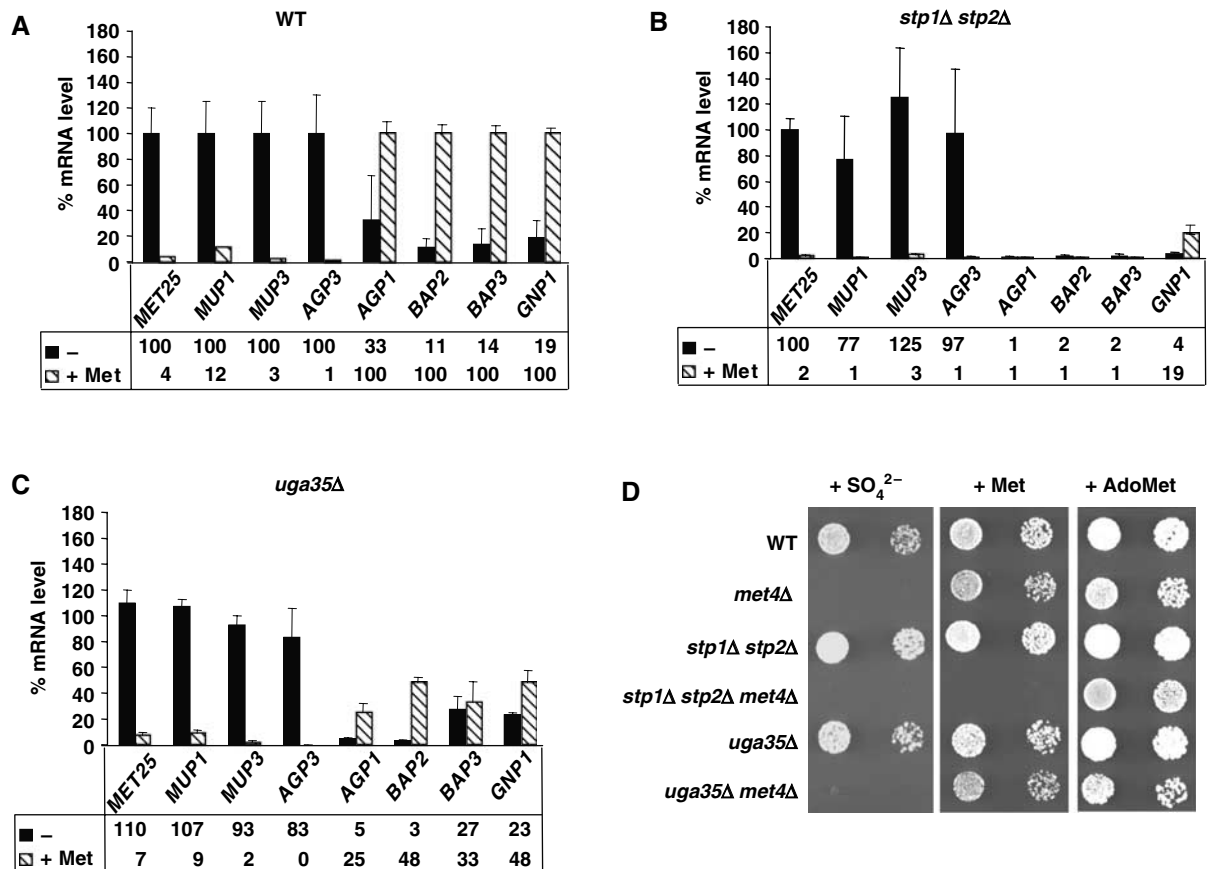 A
WT
% mRNA level
180
160
140
120
100
80
60
40
20
0
MET25 MUP1 MUP3 AGP3 AGP1 BAP2 BAP3 GNP1
– 100 100 100 100 33 11 14 19
+ Met 4 12 3 1 100 100 100 100
B
stp1Δ stp2Δ
% mRNA level
180
160
140
120
100
80
60
40
20
0
MET25 MUP1 MUP3 AGP3 AGP1 BAP2 BAP3 GNP1
– 100 77 125 97 1 2 2 4
+ Met 2 1 3 1 1 1 1 19
C
uga35Δ
% mRNA level
180
160
140
120
100
80
60
40
20
0
MET25 MUP1 MUP3 AGP3 AGP1 BAP2 BAP3 GNP1
– 110 107 93 83 5 3 27 23
+ Met 7 9 2 0 25 48 33 48
D
+ SO₄²⁻ + Met + AdoMet
WT
met4Δ
stp1Δ stp2Δ
stp1Δ stp2Δ met4Δ
uga35Δ
uga35Δ met4Δ